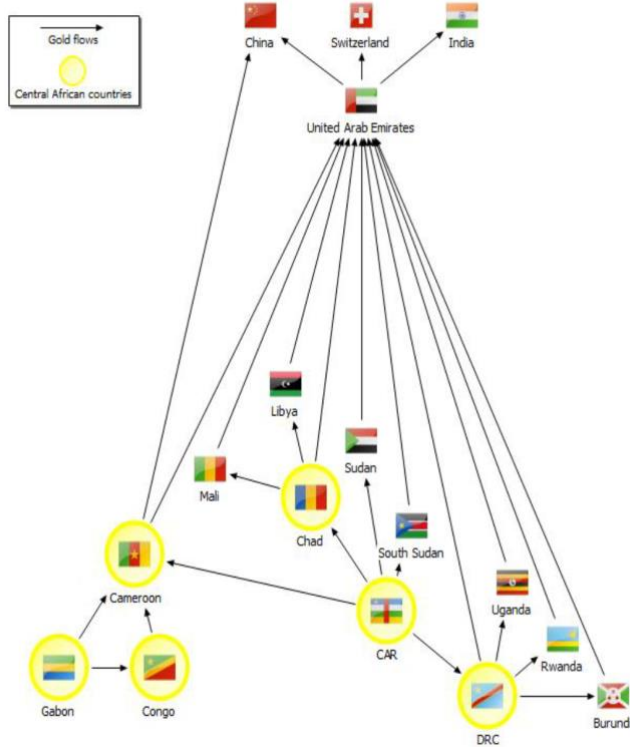 Gold flows
Central African countries
China
Switzerland
India
United Arab Emirates
Libya
Mali
Sudan
Chad
South Sudan
Cameroon
Uganda
CAR
Rwanda
Gabon
Congo
DRC
Burund